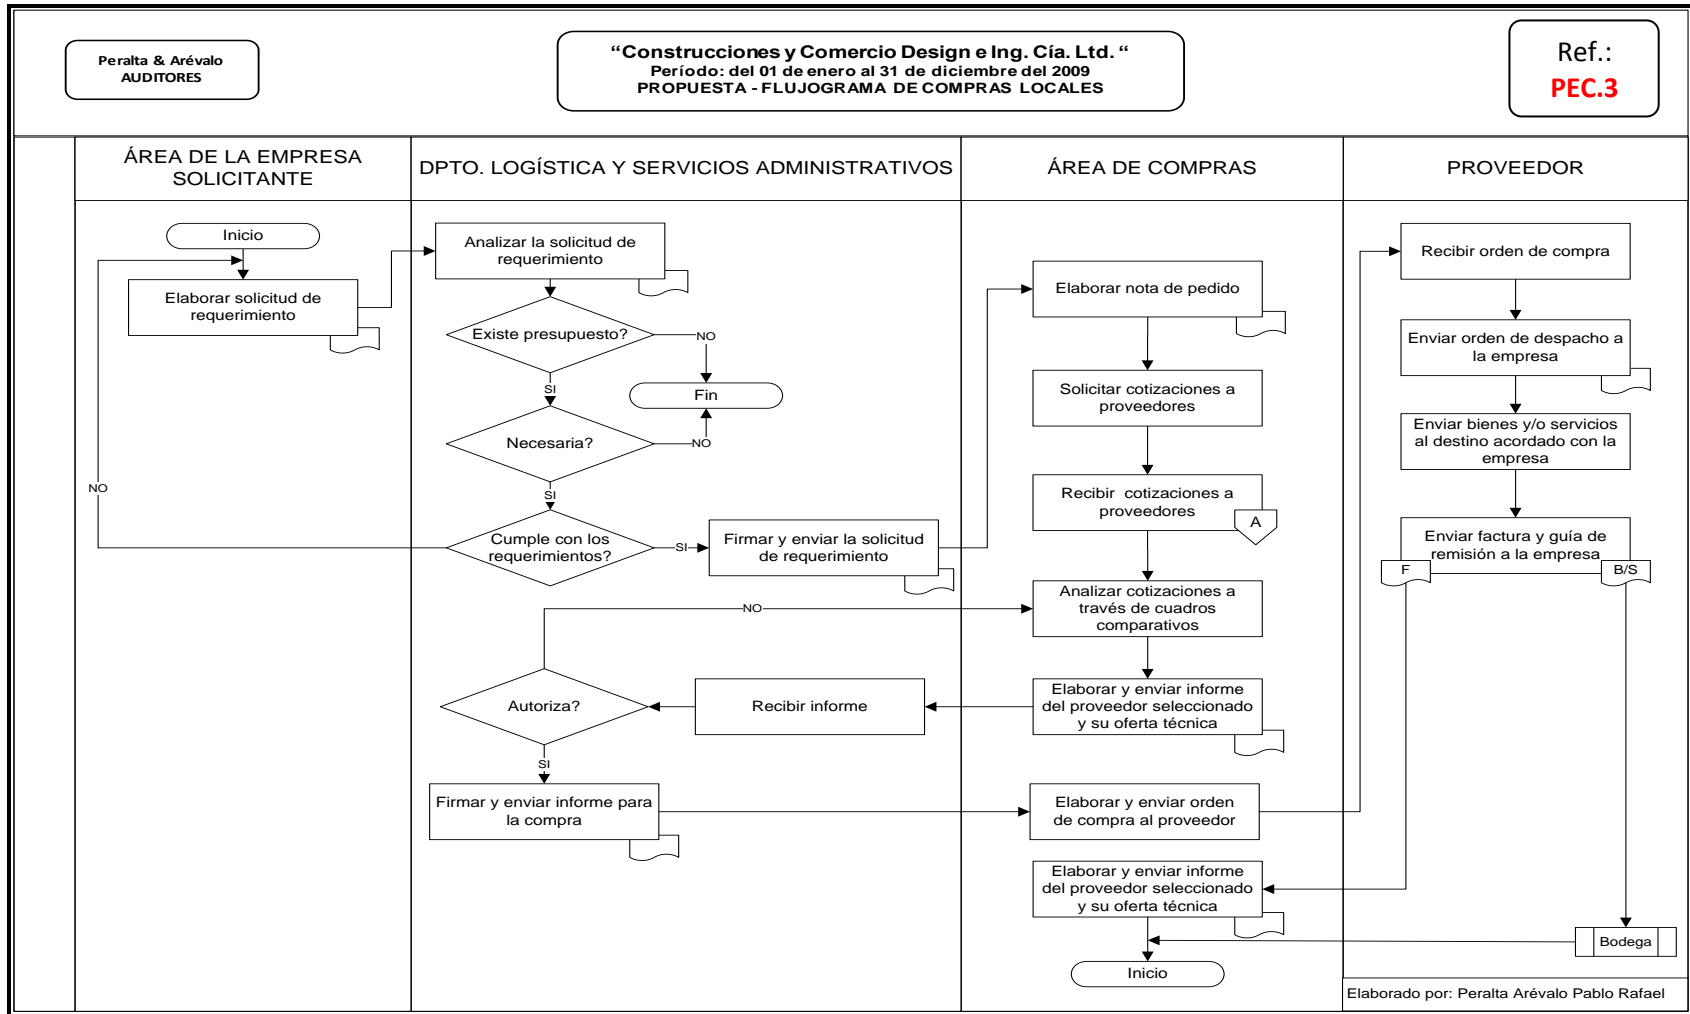 Peralta & Arévalo
AUDITORES
“Construcciones y Comercio Design e Ing. Cía. Ltd. “
Período: del 01 de enero al 31 de diciembre del 2009
PROPUESTA - FLUJOGRAMA DE COMPRAS LOCALES
Ref.:
PEC.3
ÁREA DE LA EMPRESA
SOLICITANTE
DPTO. LOGÍSTICA Y SERVICIOS ADMINISTRATIVOS
ÁREA DE COMPRAS
PROVEEDOR
Inicio
Elaborar solicitud de
requerimiento
NO
Analizar la solicitud de
requerimiento
Existe presupuesto?
NO
SI
Fin
Necesaria?
NO
SI
Cumple con los
requerimientos?
SI
Firmar y enviar la solicitud
de requerimiento
NO
Autoriza?
Recibir informe
SI
Firmar y enviar informe para
la compra
Elaborar nota de pedido
Solicitar cotizaciones a
proveedores
Recibir cotizaciones a
proveedores
A
Analizar cotizaciones a
través de cuadros
comparativos
Elaborar y enviar informe
del proveedor seleccionado
y su oferta técnica
Elaborar y enviar orden
de compra al proveedor
Elaborar y enviar informe
del proveedor seleccionado
y su oferta técnica
Inicio
Recibir orden de compra
Enviar orden de despacho a
la empresa
Enviar bienes y/o servicios
al destino acordado con la
empresa
Enviar factura y guía de
remisión a la empresa
F
B/S
Bodega
Elaborado por: Peralta Arévalo Pablo Rafael